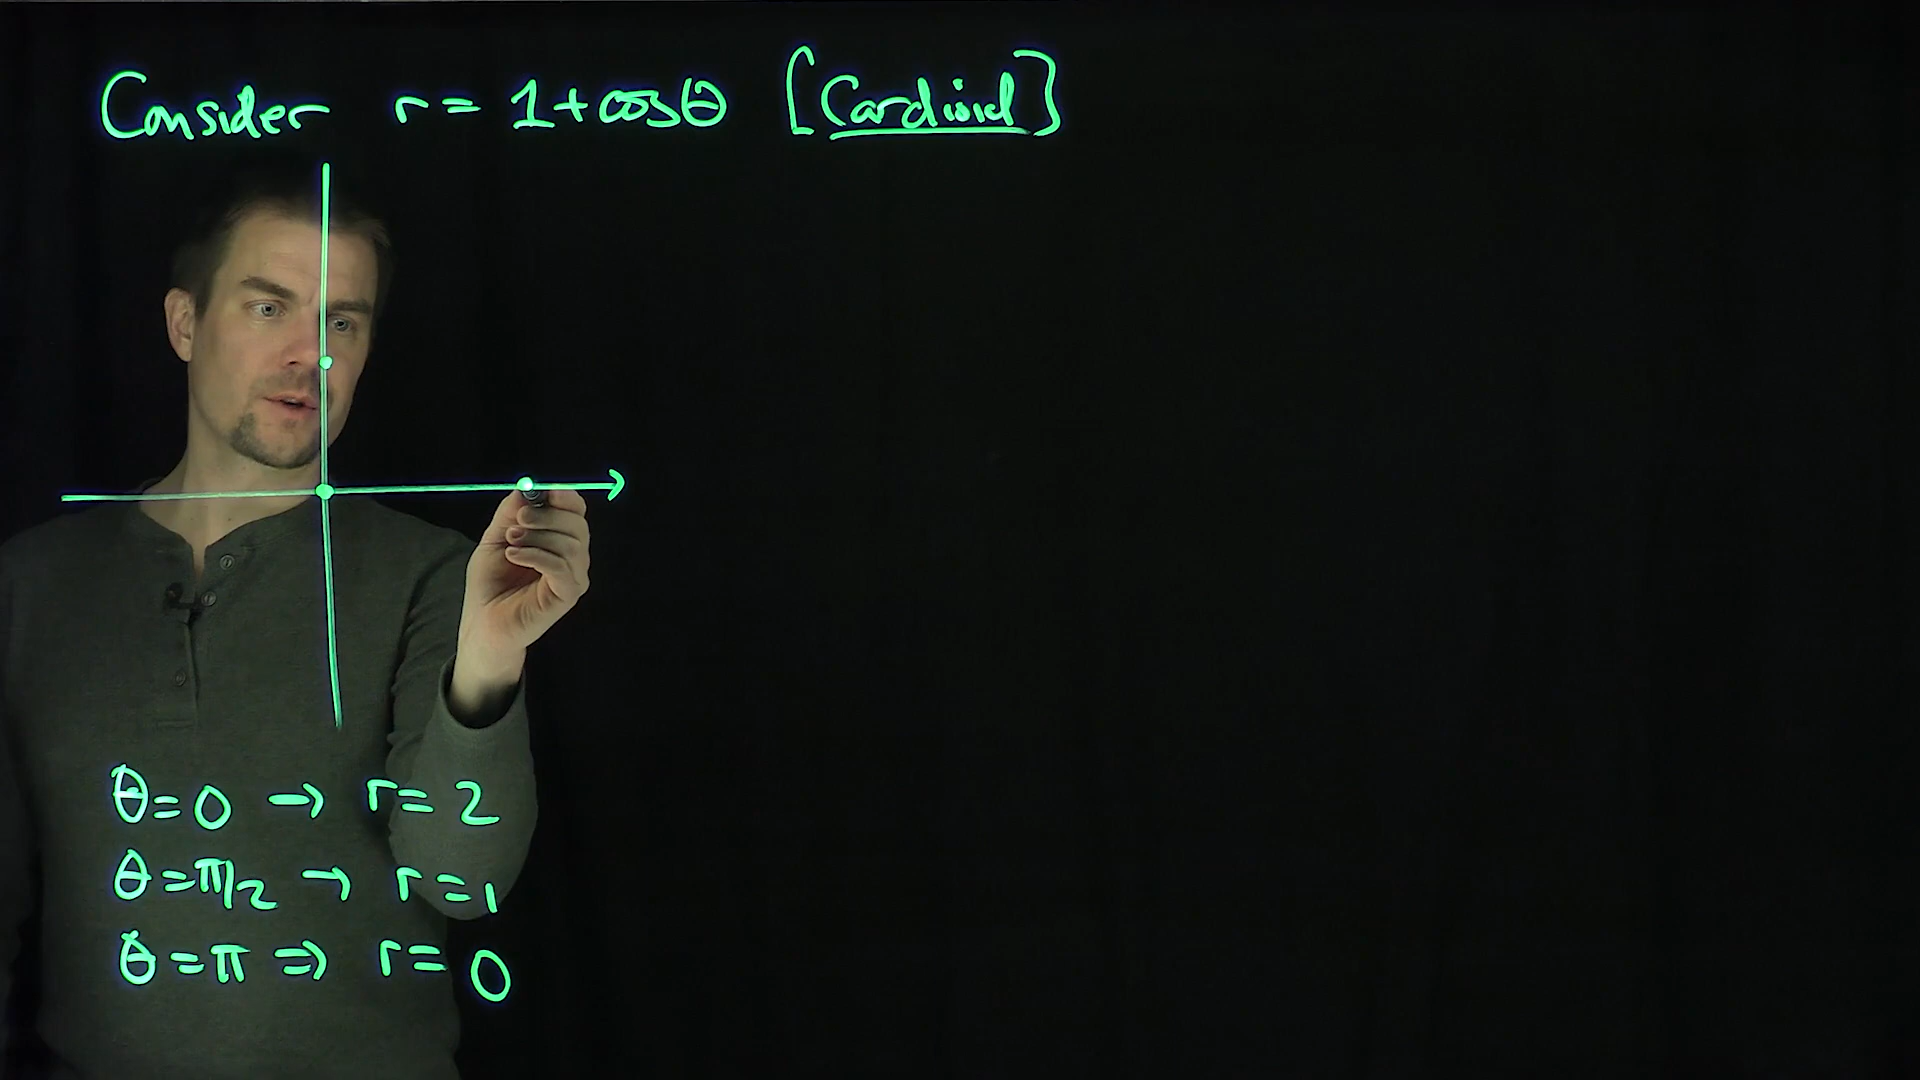 Consider r = 1 + cosθ [Cardioid]
θ = 0 → r = 2
θ = π/2 → r = 1
θ = π ⇒ r = 0